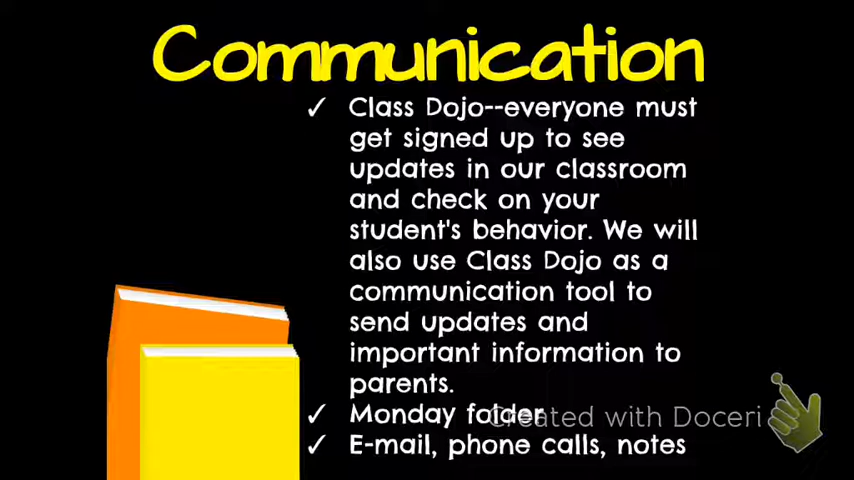 Communication
✓ Class Dojo--everyone must
get signed up to see
updates in our classroom
and check on your
student's behavior. We will
also use Class Dojo as a
communication tool to
send updates and
important information to
parents.
✓ Monday folder
Created with Doceri
✓ E-mail, phone calls, notes